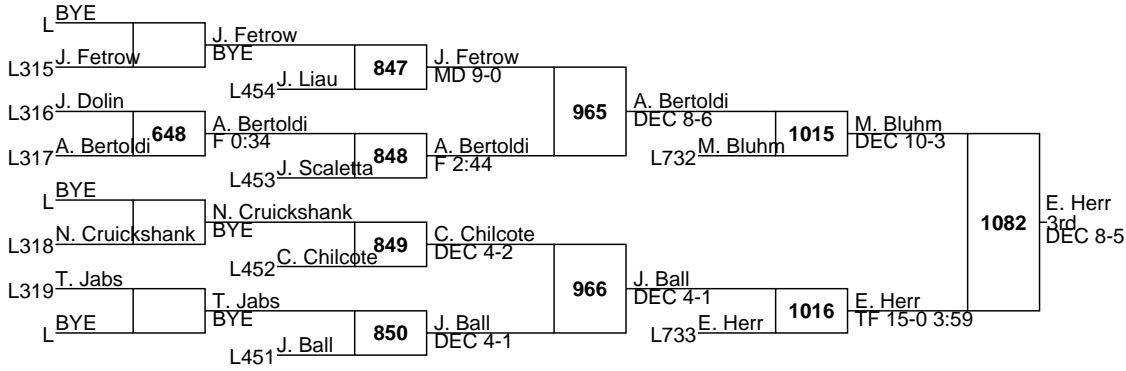 L BYE
L315 J. Fetrow
L316 J. Dolin
L317 A. Bertoldi
L BYE
L318 N. Cruickshank
L319 T. Jabs
L BYE
648
J. Fetrow
BYE
L454 J. Liau
A. Bertoldi
F 0:34
L453 J. Scaletta
N. Cruickshank
BYE
L452 C. Chilcote
T. Jabs
BYE
L451 J. Ball
847
848
849
850
J. Fetrow
MD 9-0
A. Bertoldi
F 2:44
C. Chilcote
DEC 4-2
J. Ball
DEC 4-1
965
966
A. Bertoldi
DEC 8-6
L732 M. Bluhm
J. Ball
DEC 4-1
L733 E. Herr
1015
1016
M. Bluhm
DEC 10-3
E. Herr
TF 15-0 3:59
1082
E. Herr
3rd
DEC 8-5